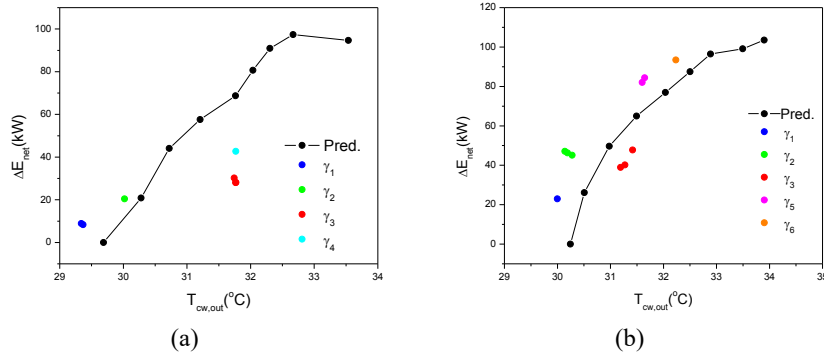 (a)
ΔE_net(kW)
100
80
60
40
20
0
Pred.
γ₁
γ₂
γ₃
γ₄
29 30 31 32 33 34
T_cw,out(°C)
(a)
(b)
ΔE_net(kW)
120
100
80
60
40
20
0
Pred.
γ₁
γ₂
γ₃
γ₅
γ₆
29 30 31 32 33 34 35
T_cw,out(°C)
(b)